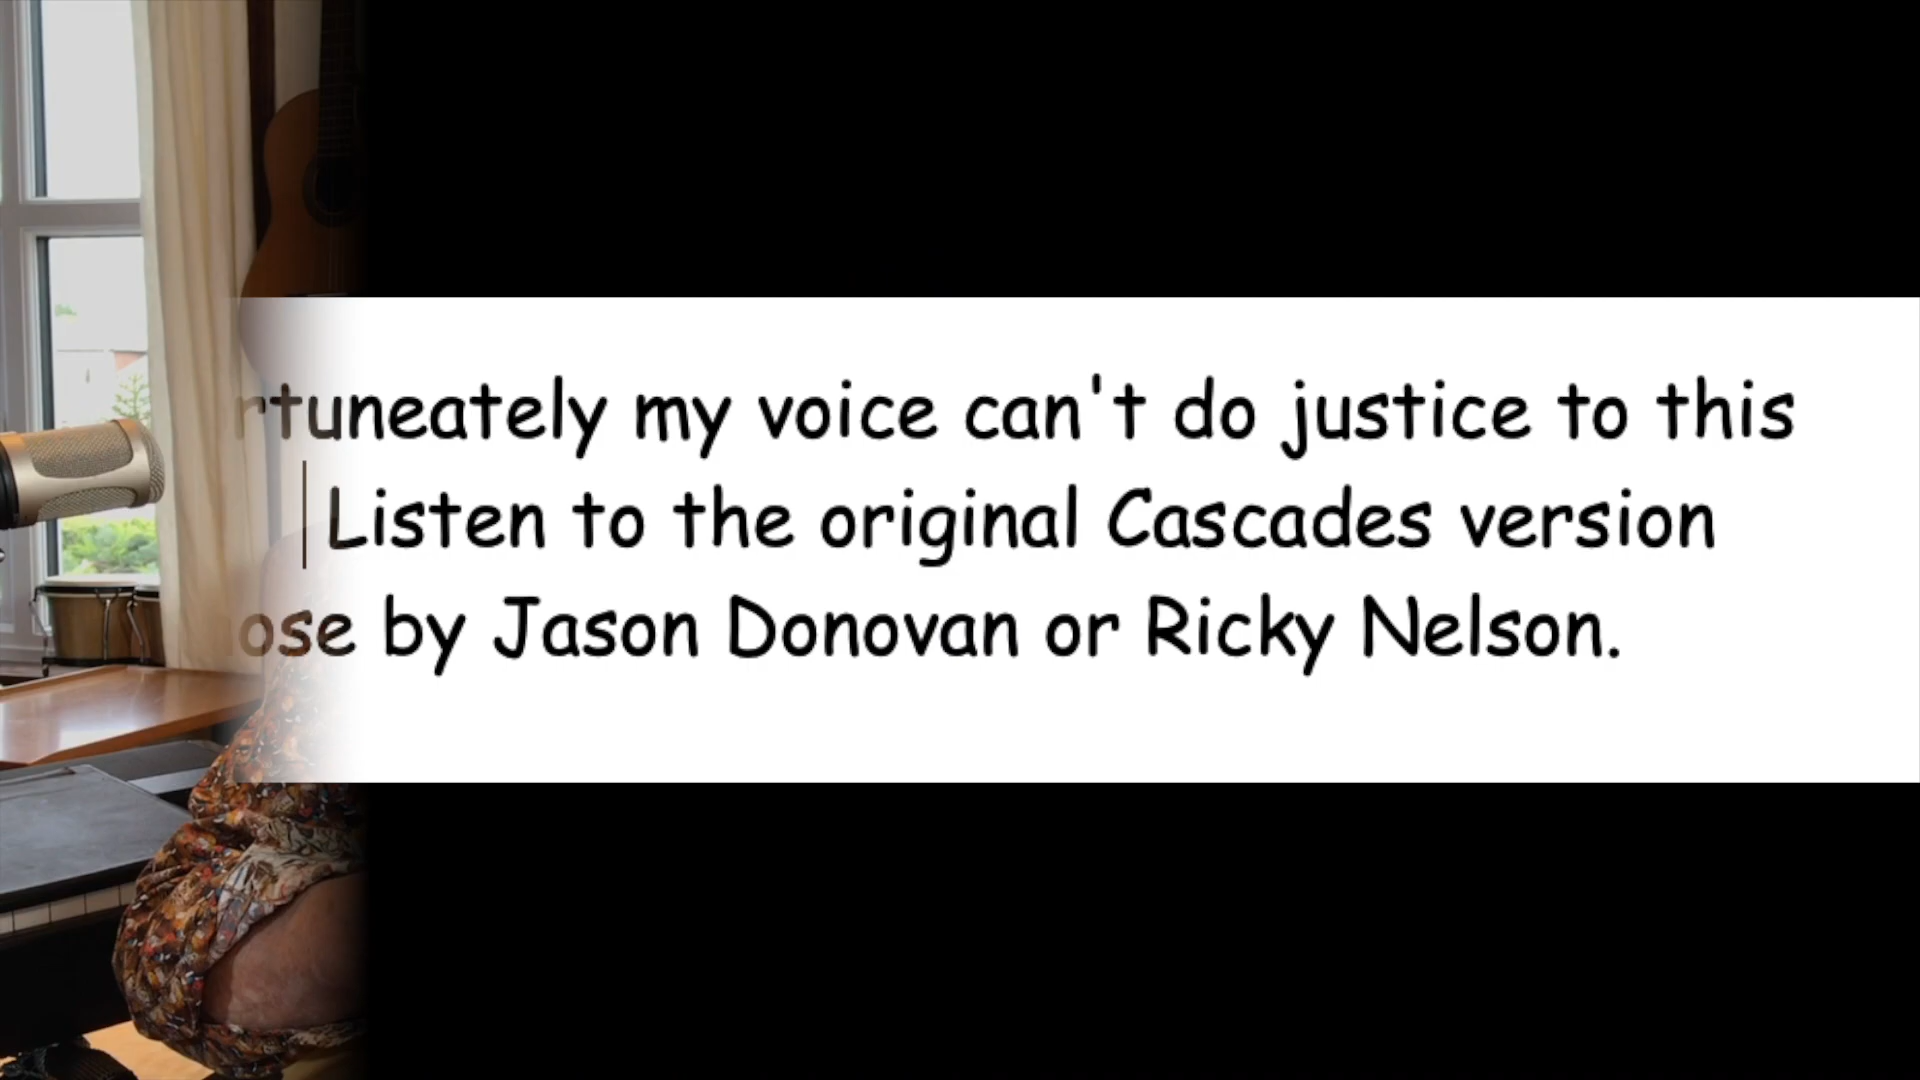 rtuneately my voice can't do justice to this
Listen to the original Cascades version
ose by Jason Donovan or Ricky Nelson.